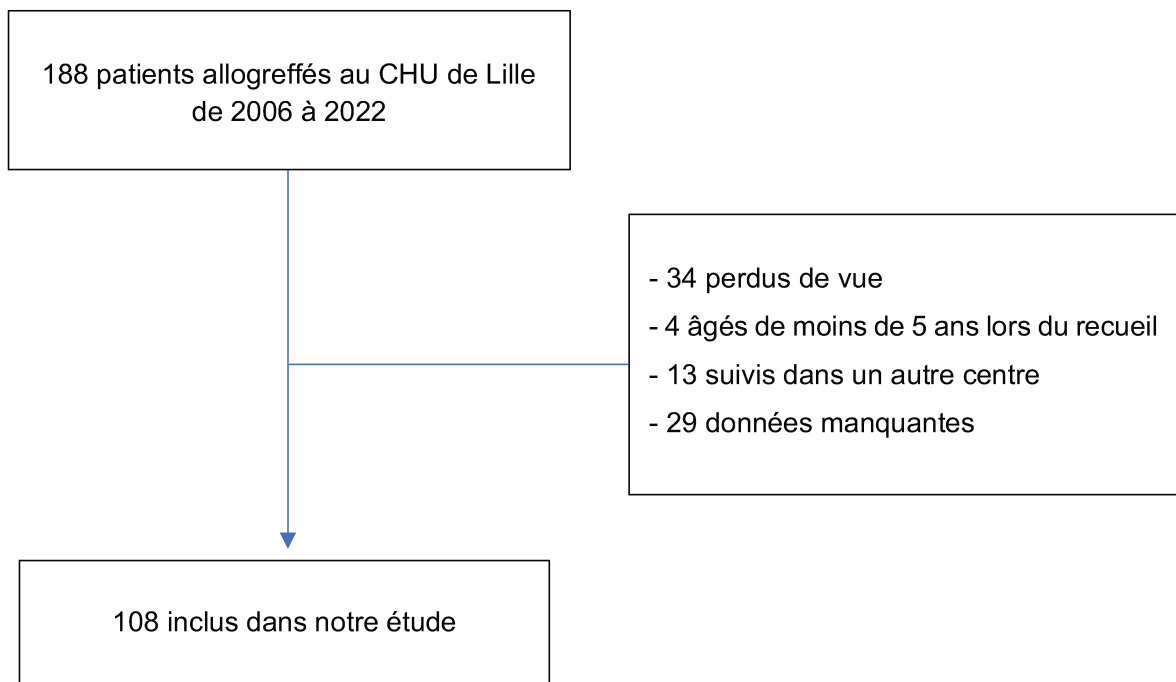 188 patients allogreffés au CHU de Lille
de 2006 à 2022
- 34 perdus de vue
- 4 âgés de moins de 5 ans lors du recueil
- 13 suivis dans un autre centre
- 29 données manquantes
108 inclus dans notre étude